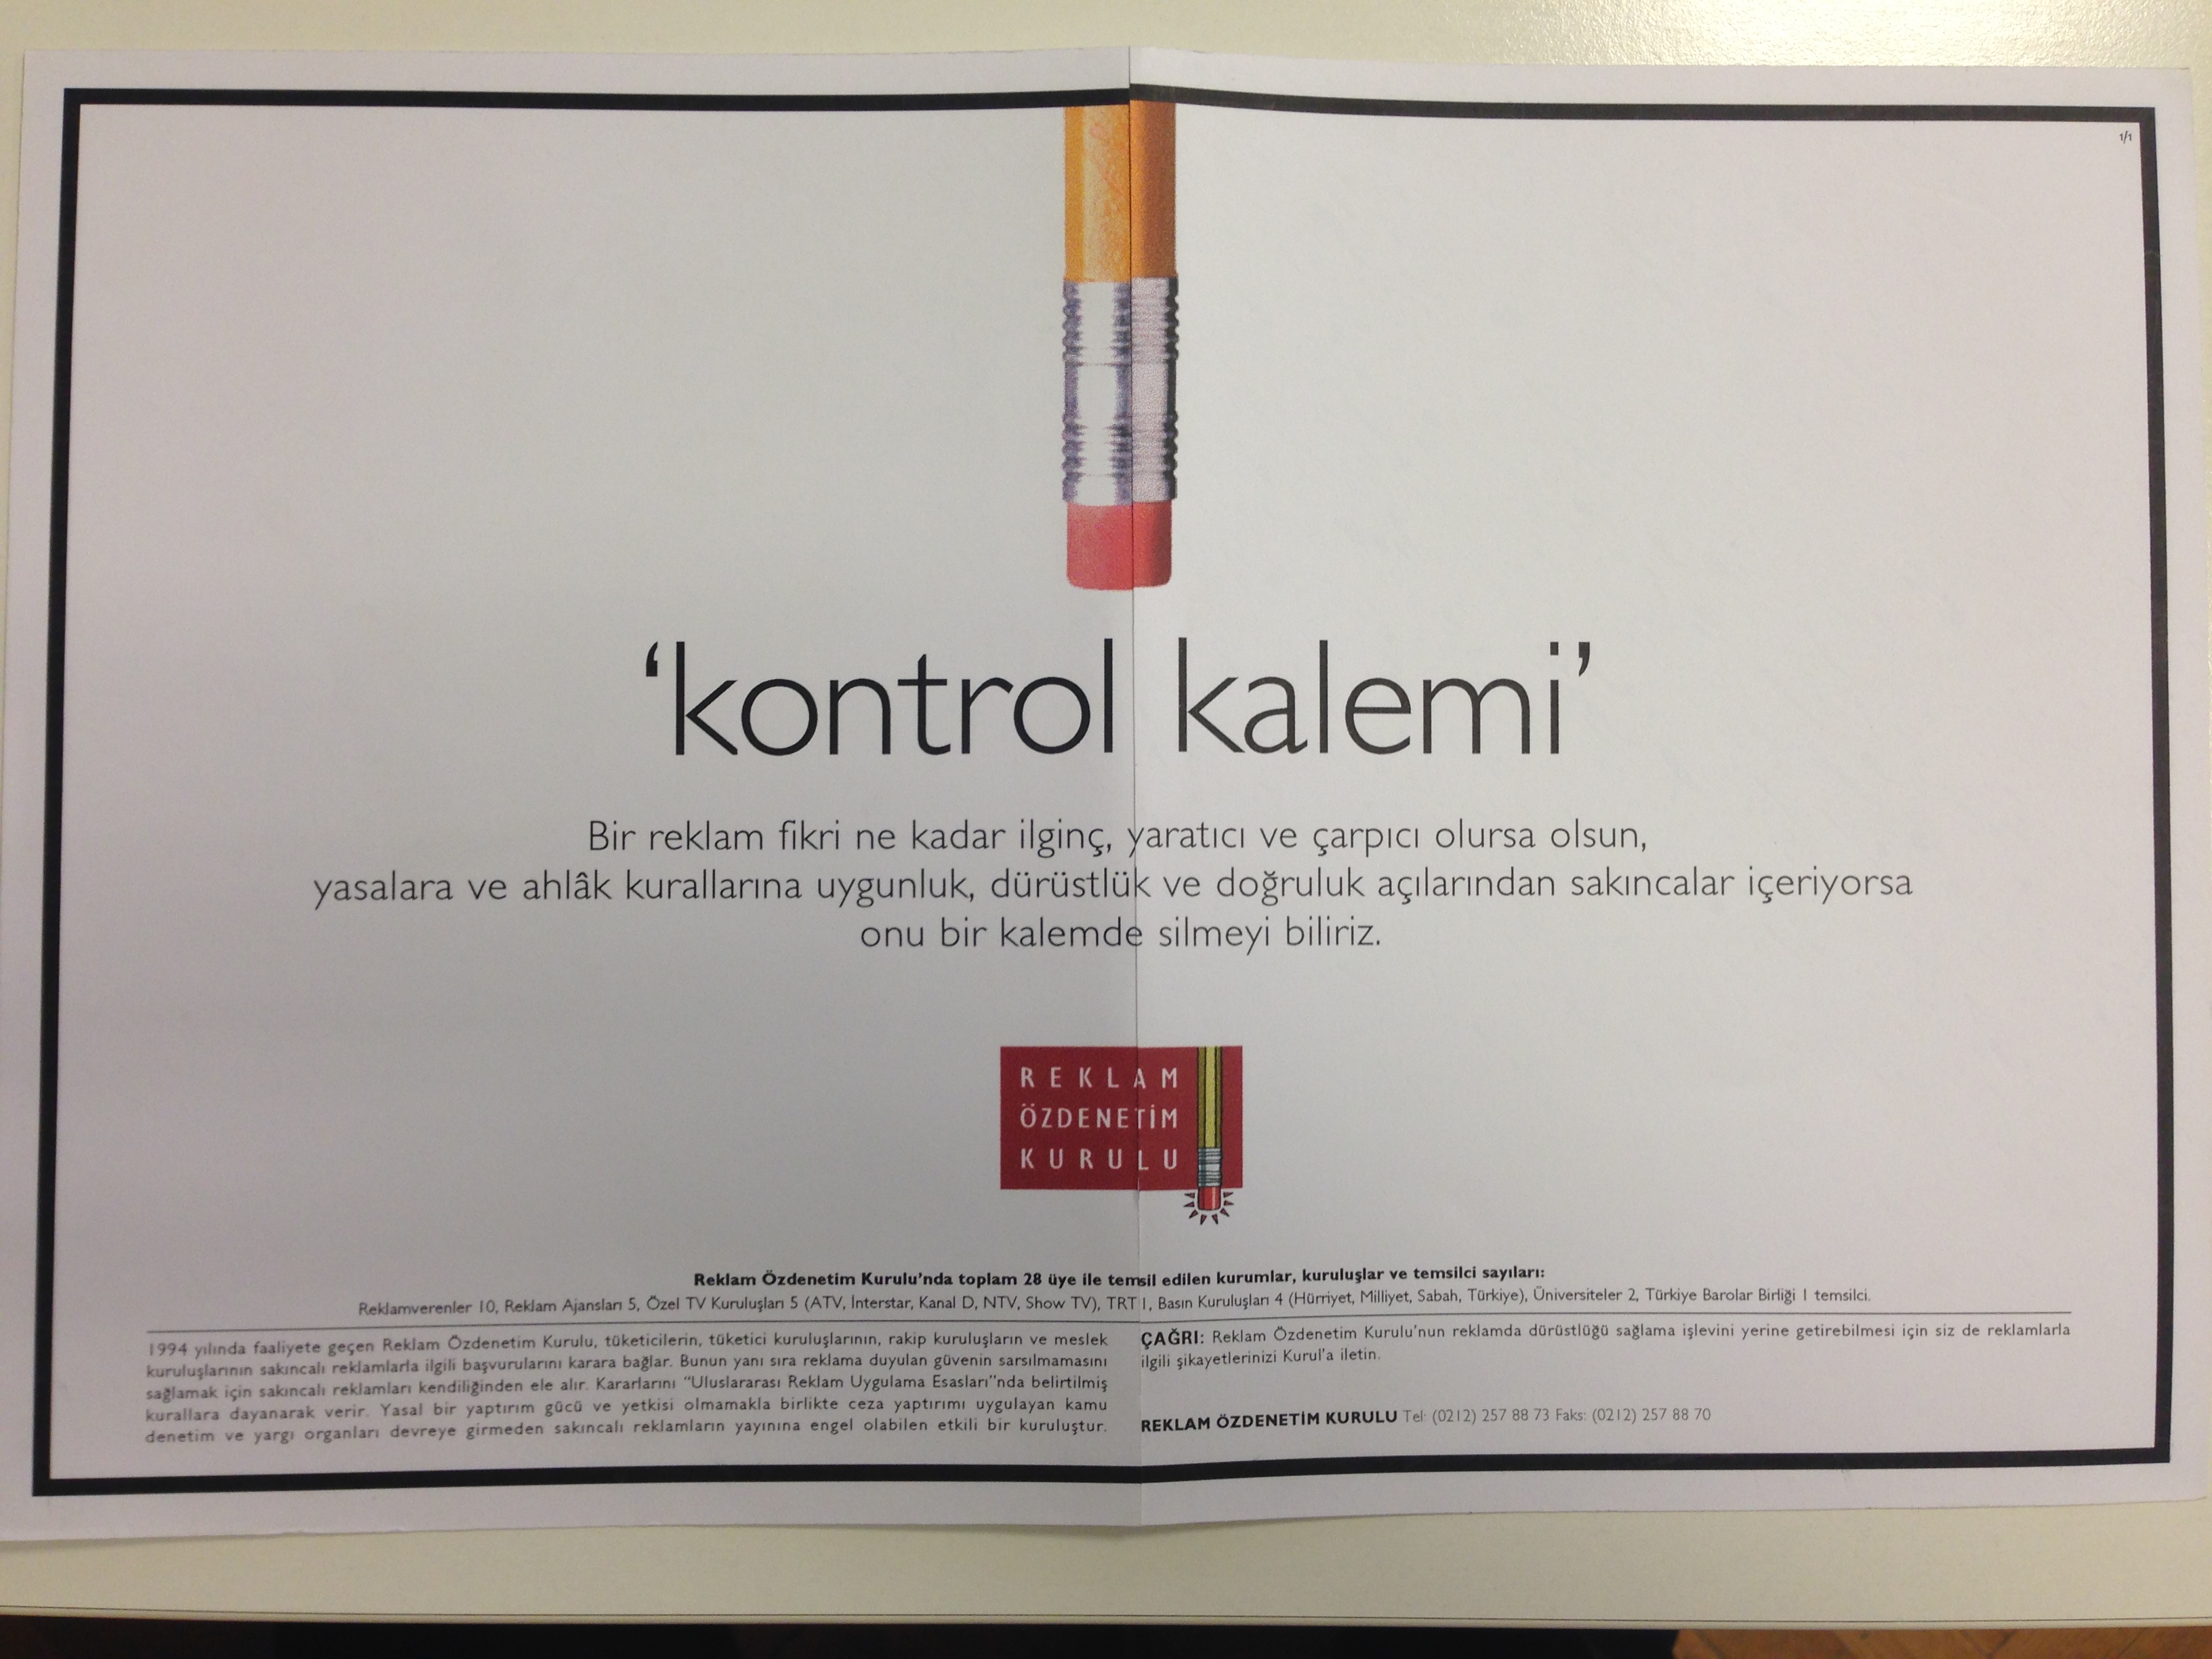 1/1
‘kontrol kalemi’
Bir reklam fikri ne kadar ilginç, yaratıcı ve çarpıcı olursa olsun,
yasalara ve ahlâk kurallarına uygunluk, dürüstlük ve doğruluk açılarından sakıncalar içeriyorsa
onu bir kalemde silmeyi biliriz.
REKLAM
ÖZDENETİM
KURULU
Reklam Özdenetim Kurulu’nda toplam 28 üye ile temsil edilen kurumlar, kuruluşlar ve temsilci sayıları:
Reklamverenler 10, Reklam Ajansları 5, Özel TV Kuruluşları 5 (ATV, İnterstar, Kanal D, NTV, Show TV), TRT 1, Basın Kuruluşları 4 (Hürriyet, Milliyet, Sabah, Türkiye), Üniversiteler 2, Türkiye Barolar Birliği 1 temsilci.
1994 yılında faaliyete geçen Reklam Özdenetim Kurulu, tüketicilerin, tüketici kuruluşlarının, rakip kuruluşların ve meslek
kuruluşlarının sakıncalı reklamlarla ilgili başvurularını karara bağlar. Bunun yanı sıra reklama duyulan güvenin sarsılmamasını
sağlamak için sakıncalı reklamları kendiliğinden ele alır. Kararlarını “Uluslararası Reklam Uygulama Esasları”nda belirtilmiş
kurallara dayanarak verir. Yasal bir yaptırım gücü ve yetkisi olmamakla birlikte ceza yaptırımı uygulayan kamu
denetim ve yargı organları devreye girmeden sakıncalı reklamların yayınına engel olabilen etkili bir kuruluştur.
ÇAĞRI: Reklam Özdenetim Kurulu’nun reklamda dürüstlüğü sağlama işlevini yerine getirebilmesi için siz de reklamlarla
ilgili şikayetlerinizi Kurul’a iletin.
REKLAM ÖZDENETİM KURULU Tel: (0212) 257 88 73 Faks: (0212) 257 88 70